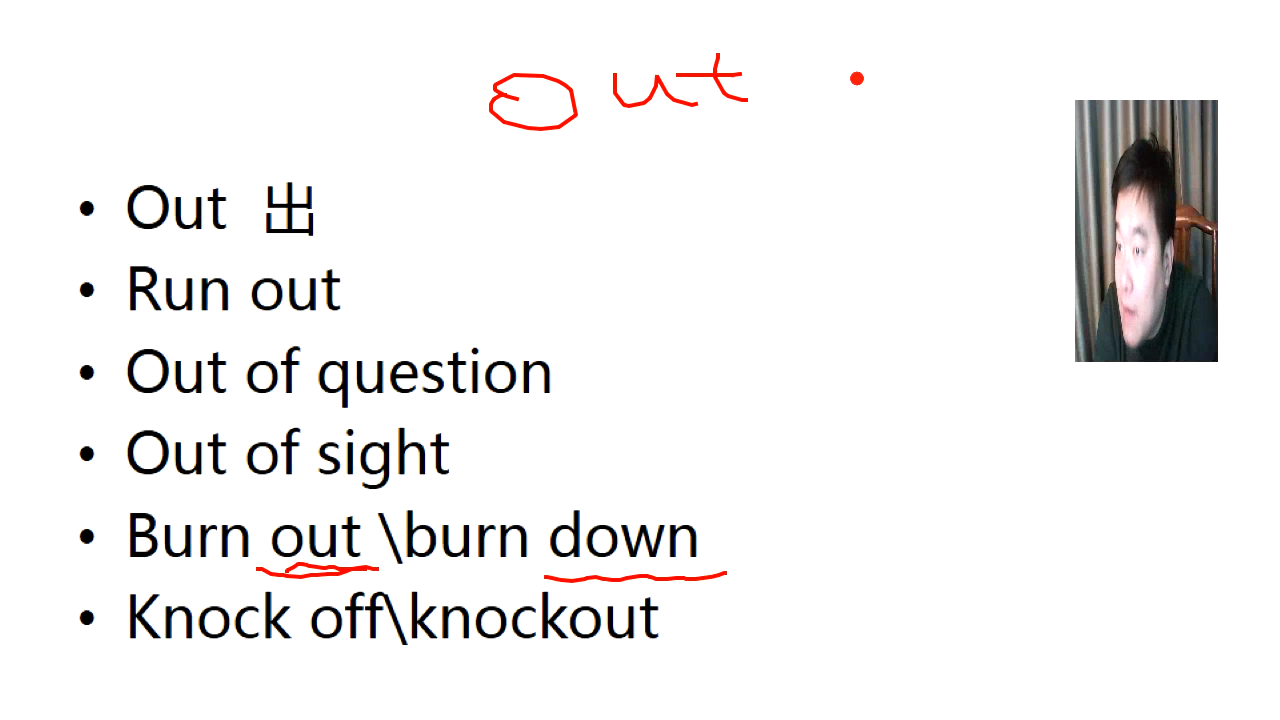 out
• Out 出
• Run out
• Out of question
• Out of sight
• Burn out \burn down
• Knock off\knockout